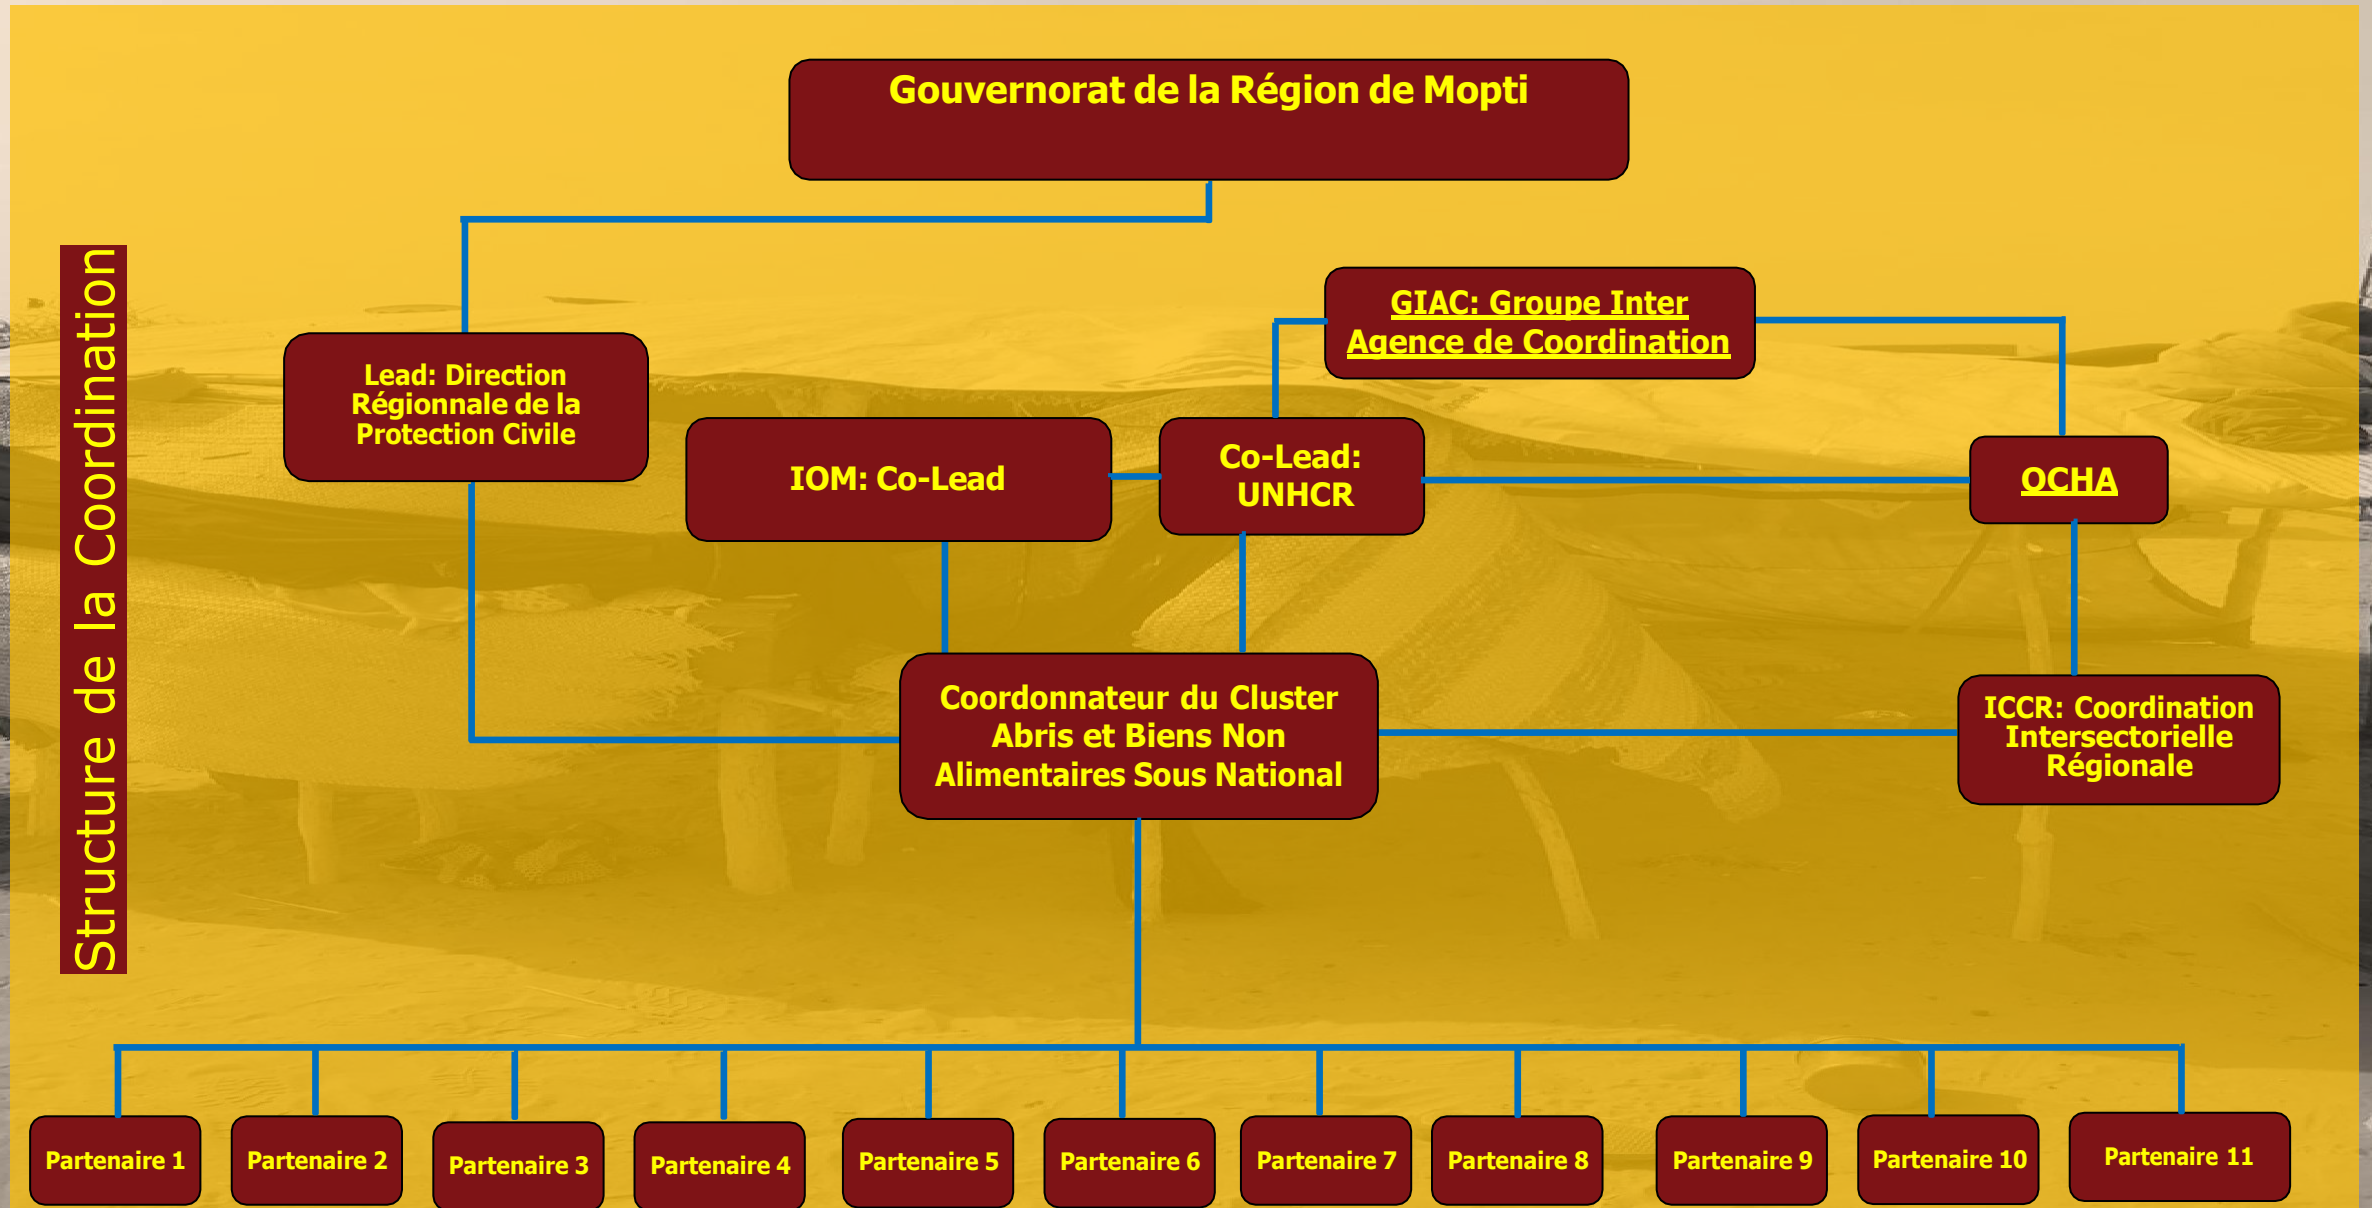 Gouvernorat de la Région de Mopti
Structure de la Coordination
GIAC: Groupe Inter
Agence de Coordination
Lead: Direction
Régionnale de la
Protection Civile
IOM: Co-Lead
Co-Lead:
UNHCR
OCHA
Coordonnateur du Cluster
Abris et Biens Non
Alimentaires Sous National
ICCR: Coordination
Intersectorielle
Régionale
Partenaire 1
Partenaire 2
Partenaire 3
Partenaire 4
Partenaire 5
Partenaire 6
Partenaire 7
Partenaire 8
Partenaire 9
Partenaire 10
Partenaire 11